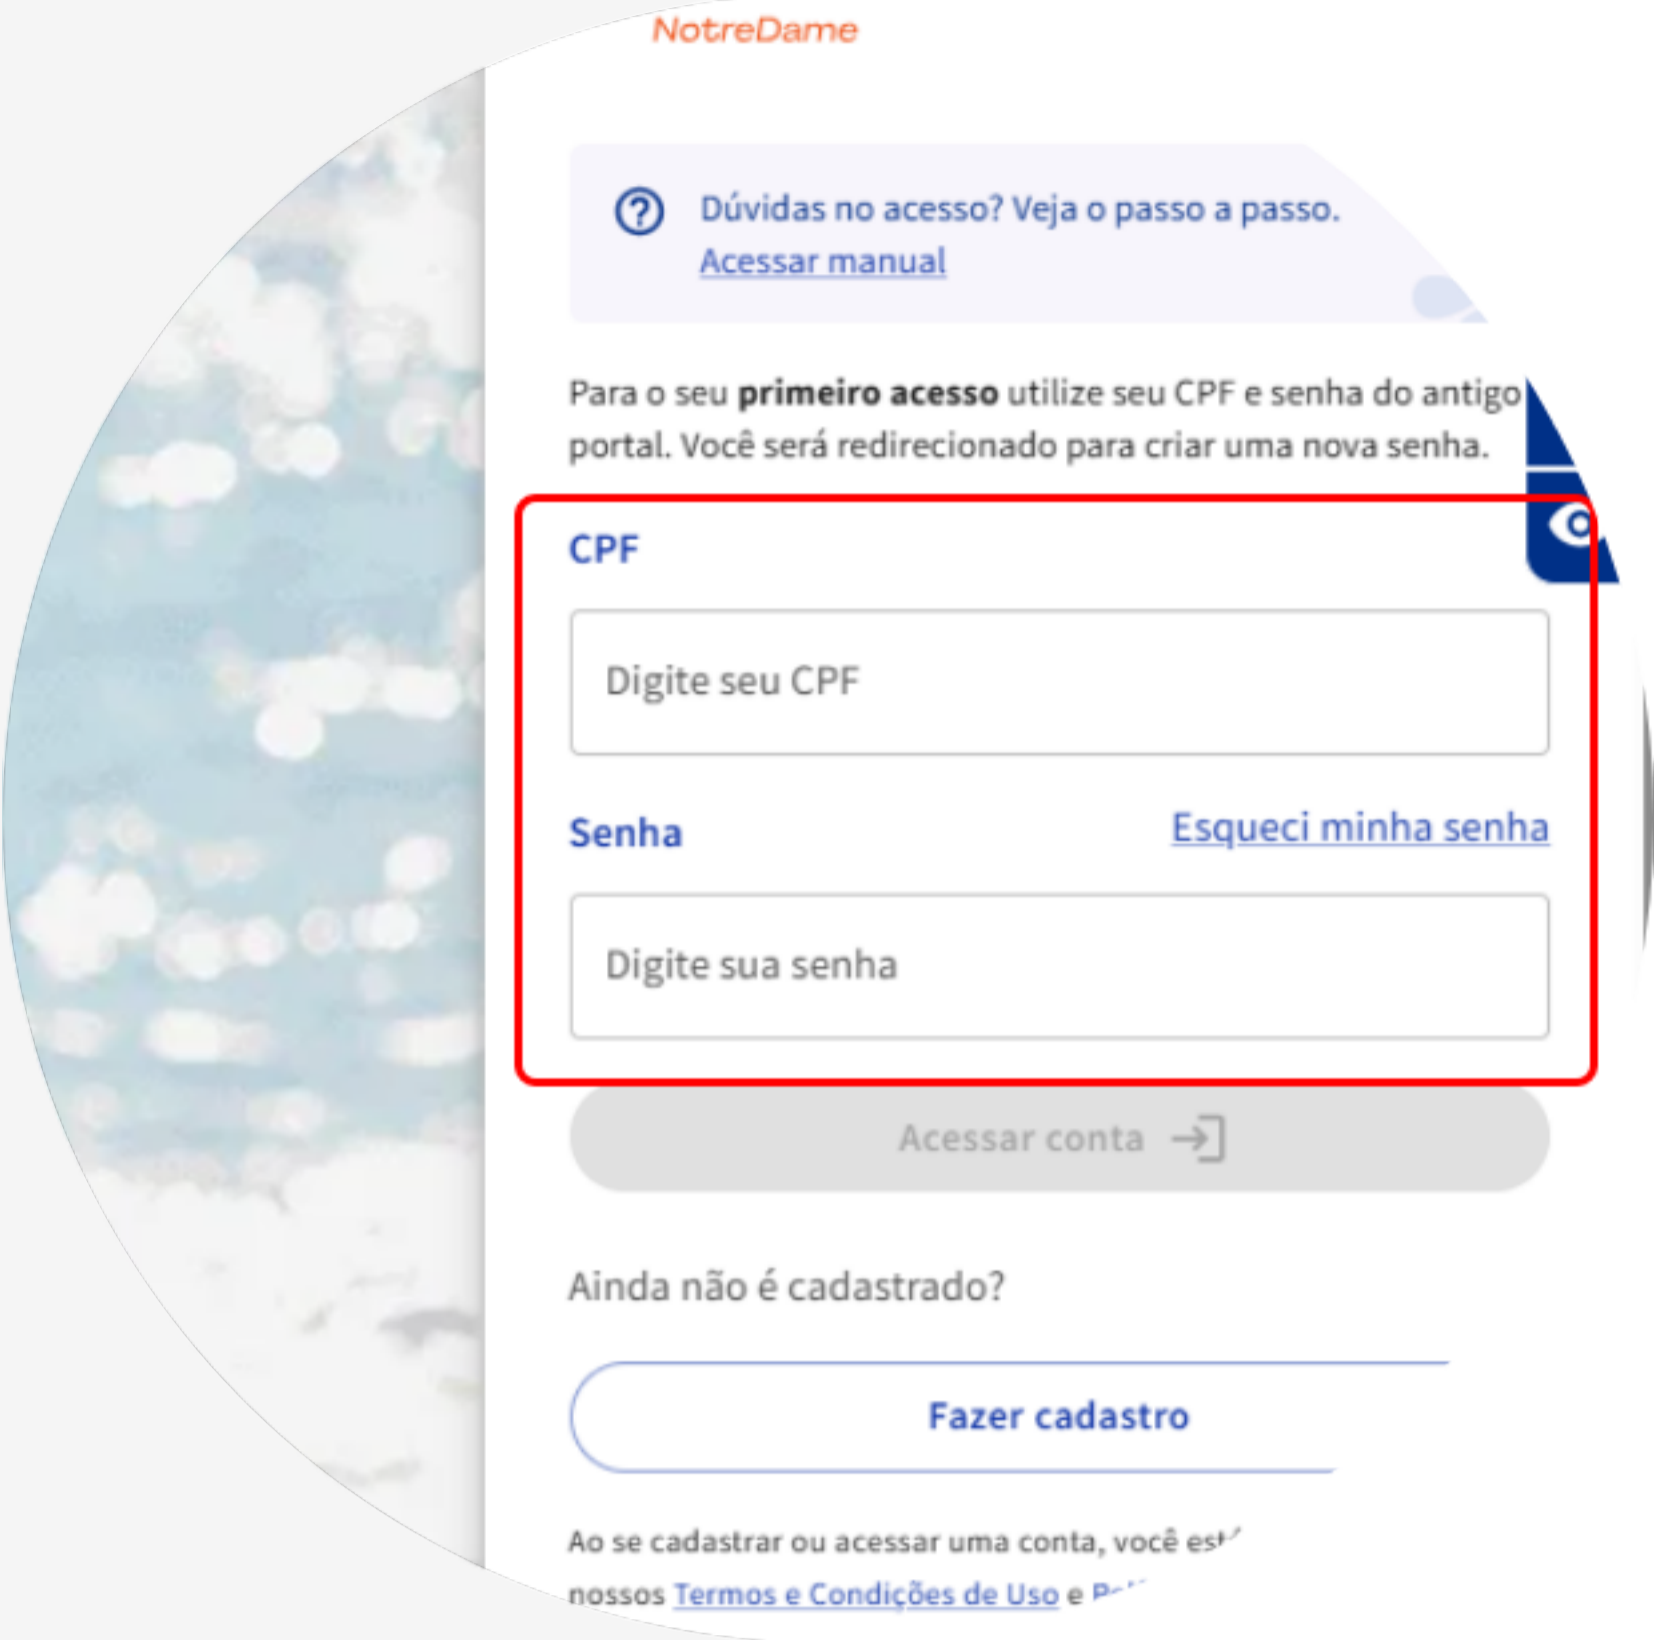 NotreDame
Dúvidas no acesso? Veja o passo a passo.
Acessar manual
Para o seu primeiro acesso utilize seu CPF e senha do antigo
portal. Você será redirecionado para criar uma nova senha.
CPF
Digite seu CPF
Senha Esqueci minha senha
Digite sua senha
Acessar conta
Ainda não é cadastrado?
Fazer cadastro
Ao se cadastrar ou acessar uma conta, você
nossos Termos e Condições de Uso e